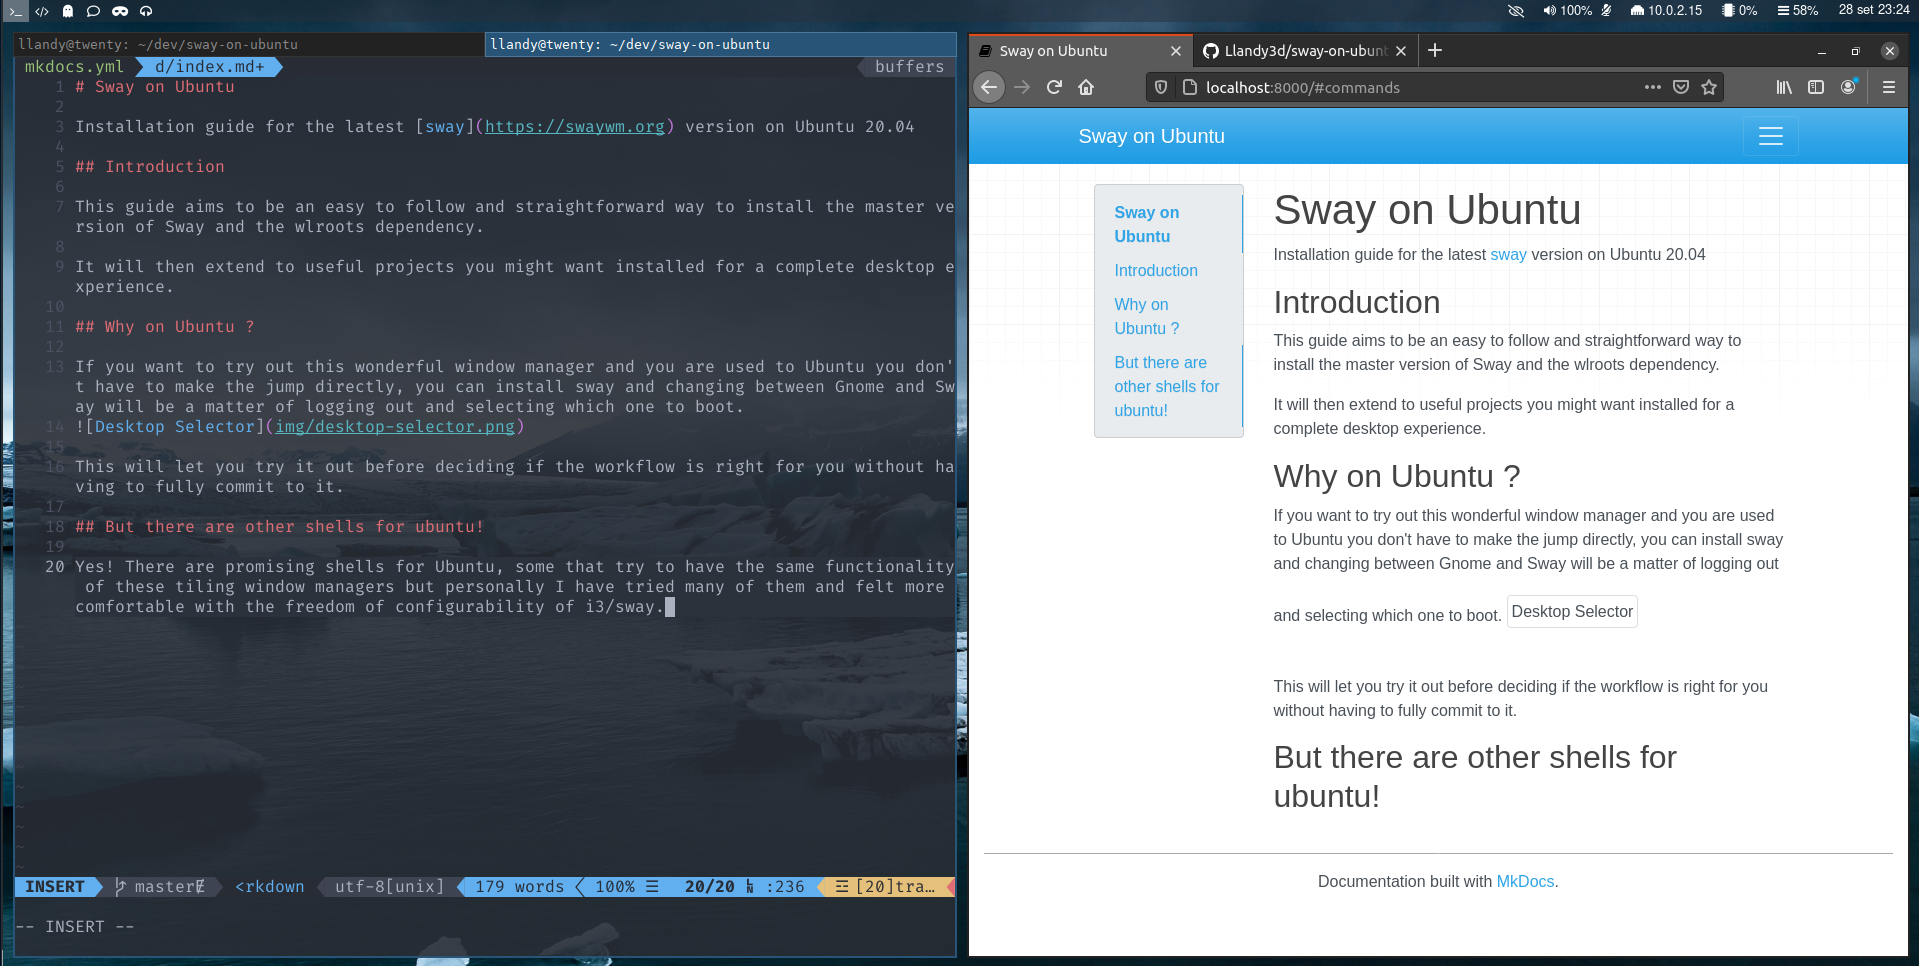 100% 10.0.2.15 0% 58% 28 set 23:24
llandy@twenty: ~/dev/sway-on-ubuntu
llandy@twenty: ~/dev/sway-on-ubuntu
mkdocs.yml d/index.md+ buffers
1 # Sway on Ubuntu
2
3 Installation guide for the latest [sway](https://swaywm.org) version on Ubuntu 20.04
4
5 ## Introduction
6
7 This guide aims to be an easy to follow and straightforward way to install the master ve
rsion of Sway and the wlroots dependency.
8
9 It will then extend to useful projects you might want installed for a complete desktop e
xperience.
10
11 ## Why on Ubuntu ?
12
13 If you want to try out this wonderful window manager and you are used to Ubuntu you don'
t have to make the jump directly, you can install sway and changing between Gnome and Sw
ay will be a matter of logging out and selecting which one to boot.
14 ![Desktop Selector](img/desktop-selector.png)
15
16 This will let you try it out before deciding if the workflow is right for you without ha
ving to fully commit to it.
17
18 ## But there are other shells for ubuntu!
19
20 Yes! There are promising shells for Ubuntu, some that try to have the same functionality
of these tiling window managers but personally I have tried many of them and felt more
comfortable with the freedom of configurability of i3/sway.
~
~
~
~
~
INSERT master <rkdown utf-8[unix] 179 words 100% ☰ 20/20 :236 ☲ [20]tra…
-- INSERT --
Sway on Ubuntu
Llandy3d/sway-on-ubunt
localhost:8000/#commands
Sway on Ubuntu
Sway on
Ubuntu
Introduction
Why on
Ubuntu ?
But there are
other shells for
ubuntu!
Sway on Ubuntu
Installation guide for the latest sway version on Ubuntu 20.04
Introduction
This guide aims to be an easy to follow and straightforward way to
install the master version of Sway and the wlroots dependency.
It will then extend to useful projects you might want installed for a
complete desktop experience.
Why on Ubuntu ?
If you want to try out this wonderful window manager and you are used
to Ubuntu you don't have to make the jump directly, you can install sway
and changing between Gnome and Sway will be a matter of logging out
and selecting which one to boot. Desktop Selector
This will let you try it out before deciding if the workflow is right for you
without having to fully commit to it.
But there are other shells for
ubuntu!
Documentation built with MkDocs.